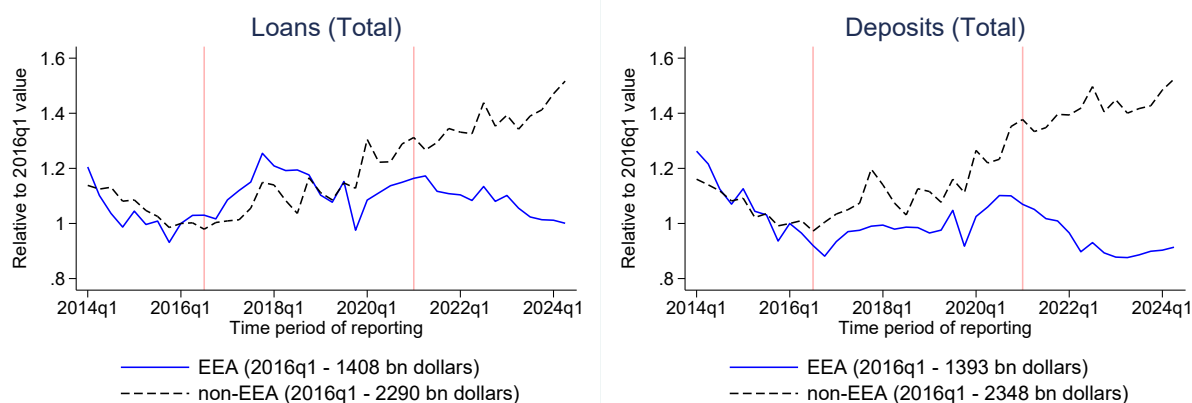 Loans (Total)
Relative to 2016q1 value
1.6
1.4
1.2
1
.8
2014q1 2016q1 2018q1 2020q1 2022q1 2024q1
Time period of reporting
EEA (2016q1 - 1408 bn dollars)
non-EEA (2016q1 - 2290 bn dollars)
Deposits (Total)
Relative to 2016q1 value
1.6
1.4
1.2
1
.8
2014q1 2016q1 2018q1 2020q1 2022q1 2024q1
Time period of reporting
EEA (2016q1 - 1393 bn dollars)
non-EEA (2016q1 - 2348 bn dollars)